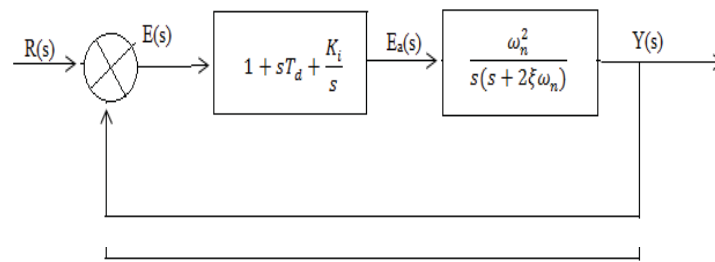 R(s)
E(s)
1 + sT_d + K_i/s
E_a(s)
ω_n^2/s(s + 2ξω_n)
Y(s)